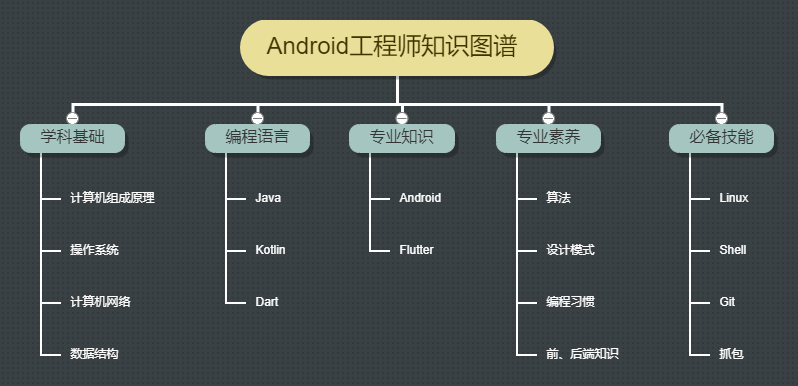 Android工程师知识图谱
学科基础
计算机组成原理
操作系统
计算机网络
数据结构
编程语言
Java
Kotlin
Dart
专业知识
Android
Flutter
专业素养
算法
设计模式
编程习惯
前、后端知识
必备技能
Linux
Shell
Git
抓包